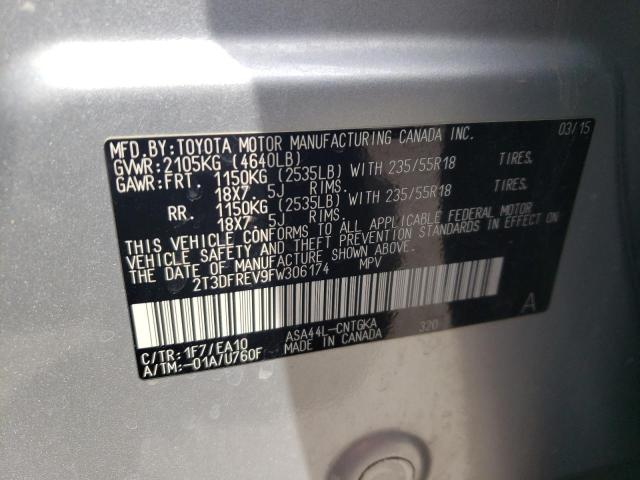 MFD.BY:TOYOTA MOTOR MANUFACTURING CANADA INC. 03/15
GVWR:2105KG (4640LB)
GAWR:FRT. 1150KG (2535LB) WITH 235/55R18 TIRES.
18X7 5J RIMS.
RR. 1150KG (2535LB) WITH 235/55R18 TIRES.
18X7 5J RIMS.
THIS VEHICLE CONFORMS TO ALL APPLICABLE FEDERAL MOTOR
VEHICLE SAFETY AND THEFT PREVENTION STANDARDS IN EFFECT ON
THE DATE OF MANUFACTURE SHOWN ABOVE.
2T3DFREV9FW306174 MPV
A
C/TR:1F7/EA10 ASA44L-CNTGKA 320
A/TM:-01A/U760F MADE IN CANADA